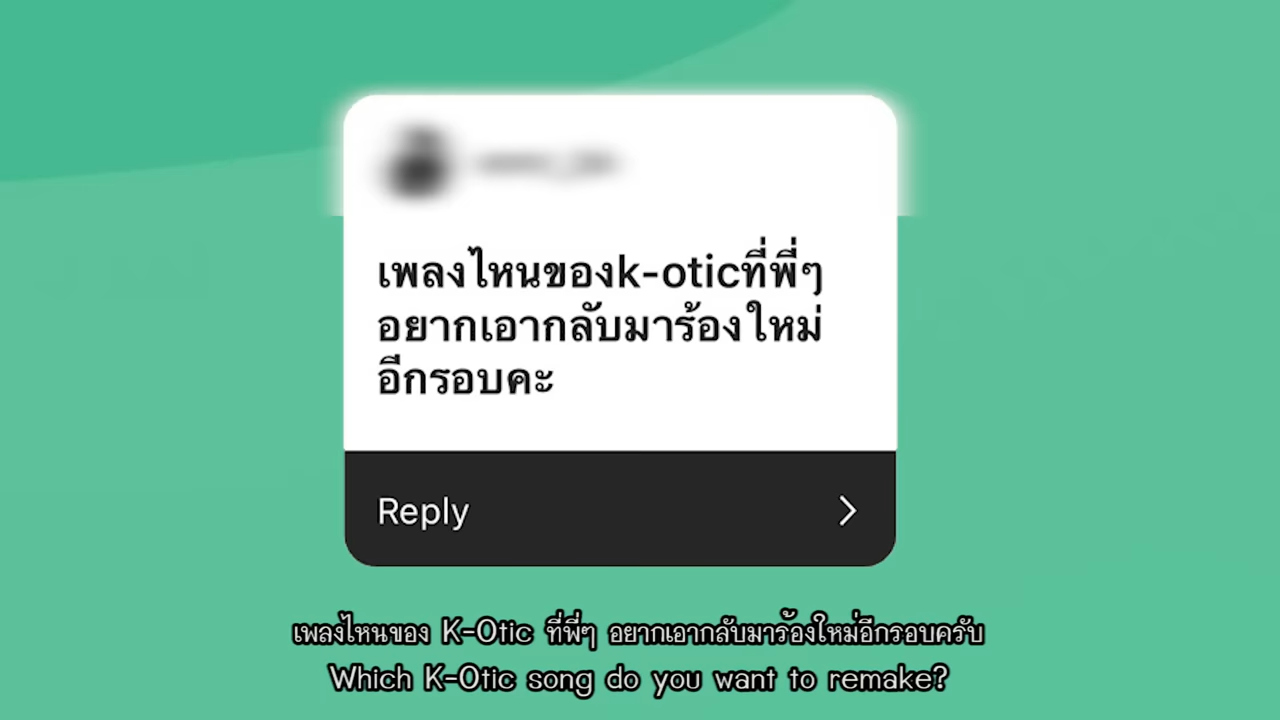 เพลงไหนของk-oticที่พี่ๆ
อยากเอากลับมาร้องใหม่
อีกรอบคะ
Reply
เพลงไหนของ K-Otic ที่พี่ๆ อยากเอากลับมาร้องใหม่อีกรอบครับ
Which K-Otic song do you want to remake?